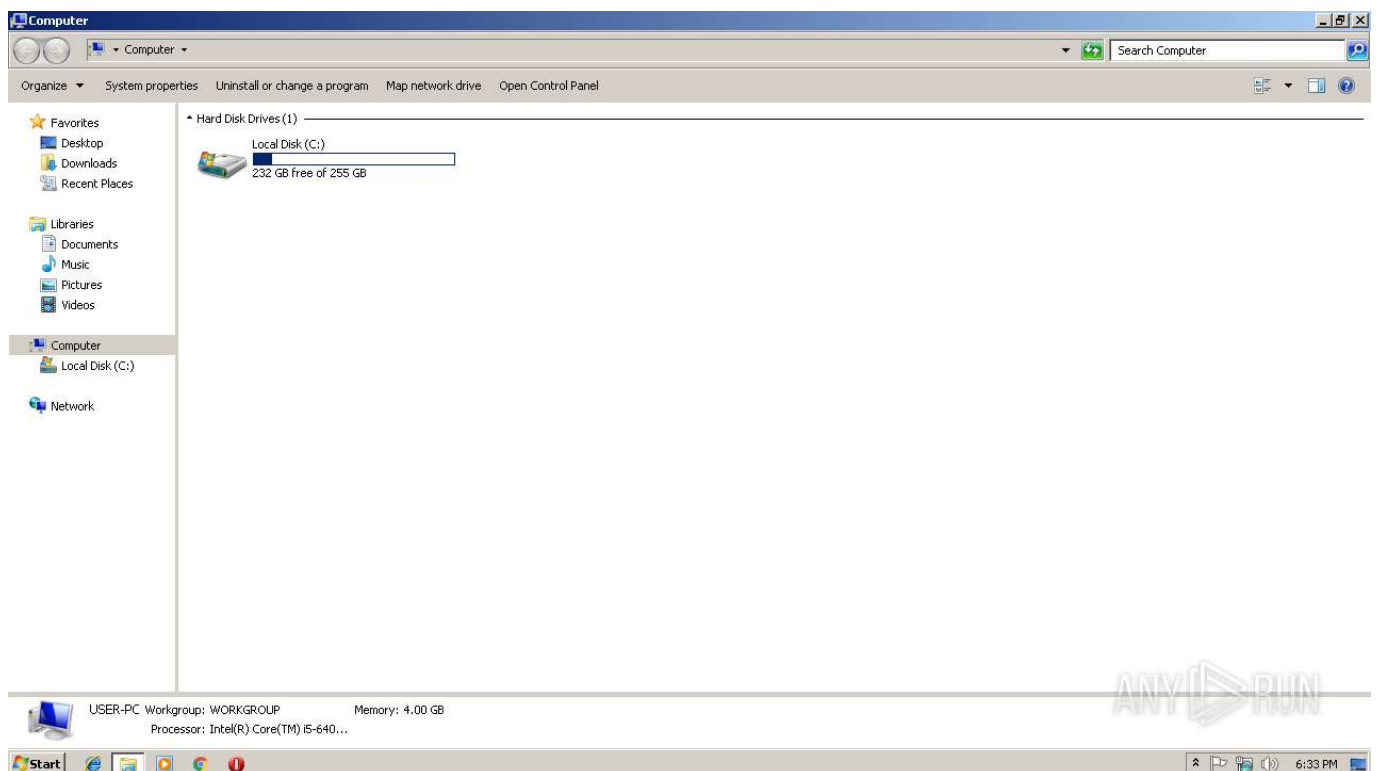 Computer
Computer
Search Computer
Organize
System properties
Uninstall or change a program
Map network drive
Open Control Panel
Favorites
Desktop
Downloads
Recent Places
Libraries
Documents
Music
Pictures
Videos
Computer
Local Disk (C:)
Network
Hard Disk Drives (1)
Local Disk (C:)
232 GB free of 255 GB
USER-PC Workgroup: WORKGROUP Memory: 4.00 GB
Processor: Intel(R) Core(TM) i5-640...
ANY RUN
Start
6:33 PM